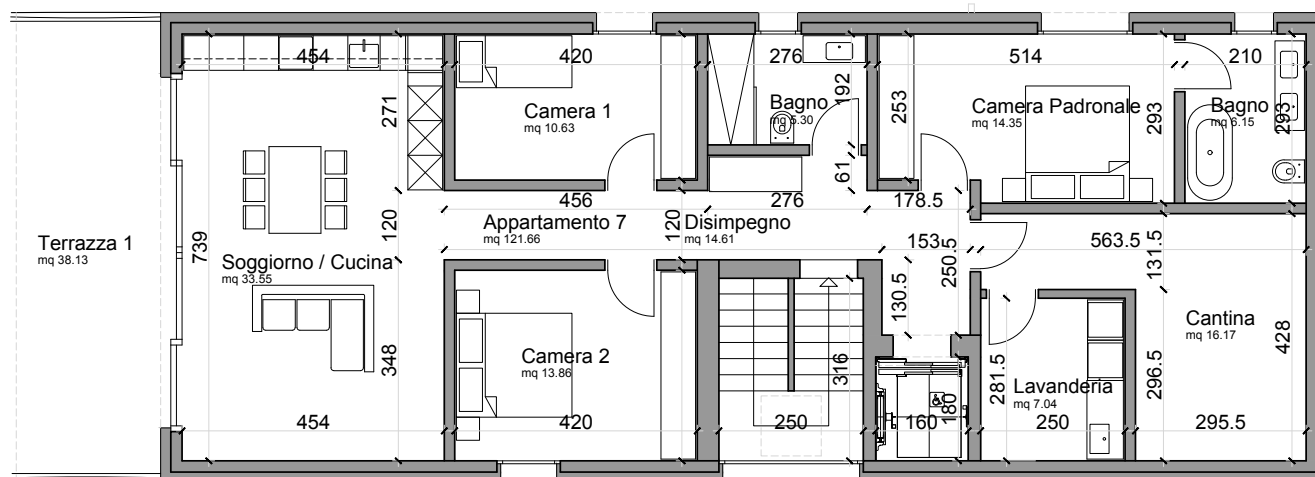 454
420
276
514
210
271
Camera 1
mq 10.63
192
Bagno
mq 5.30
253
Camera Padronale
mq 14.35
293
Bagno
mq 6.15
293
61
456
276
178.5
Terrazza 1
mq 38.13
739
120
Appartamento 7
mq 121.66
120
Disimpegno
mq 14.61
153
250.5
563.5
131.5
Soggiorno / Cucina
mq 33.55
130.5
Cantina
mq 16.17
428
348
Camera 2
mq 13.86
316
281.5
Lavanderia
mq 7.04
296.5
180
454
420
250
160
250
295.5